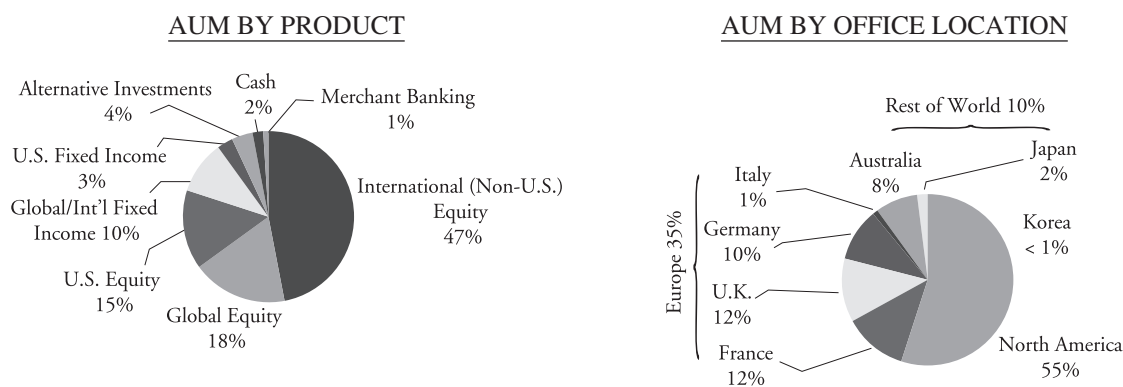 AUM BY PRODUCT
Alternative Investments
4%
Cash
2%
Merchant Banking
1%
U.S. Fixed Income
3%
Global/Int'l Fixed
Income 10%
International (Non-U.S.)
Equity
47%
U.S. Equity
15%
Global Equity
18%
AUM BY OFFICE LOCATION
Rest of World 10%
Japan
2%
Australia
8%
Italy
1%
Korea
< 1%
Germany
10%
Europe 35%
U.K.
12%
France
12%
North America
55%